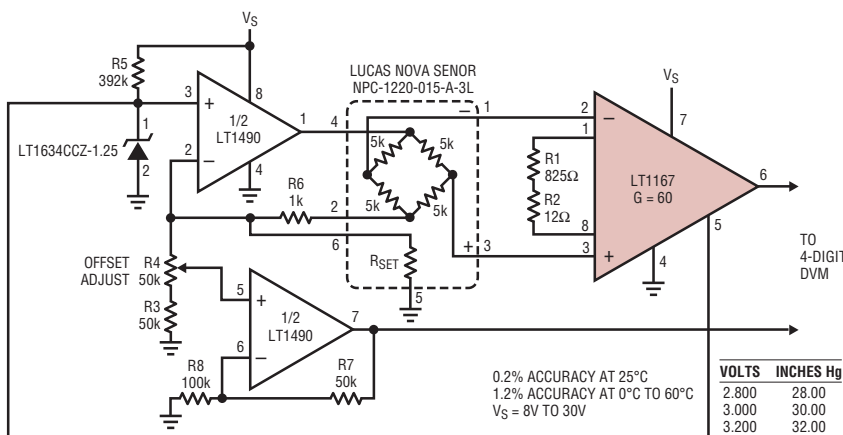 VS
R5
392k
3
+
8
1/2
LT1490
1
4
2
−
4
1
LT1634CCZ-1.25
2
LUCAS NOVA SENOR
NPC-1220-015-A-3L
− 1
5k
5k
5k
5k
R6
1k
2
6
+ 3
RSET
5
VS
7
2
−
1
R1
825Ω
R2
12Ω
LT1167
G = 60
6
8
3
+
5
4
TO
4-DIGIT
DVM
OFFSET
ADJUST
R4
50k
R3
50k
5
+
1/2
LT1490
7
6
−
R8
100k
R7
50k
0.2% ACCURACY AT 25°C
1.2% ACCURACY AT 0°C TO 60°C
VS = 8V TO 30V
VOLTS INCHES Hg
2.800 28.00
3.000 30.00
3.200 32.00